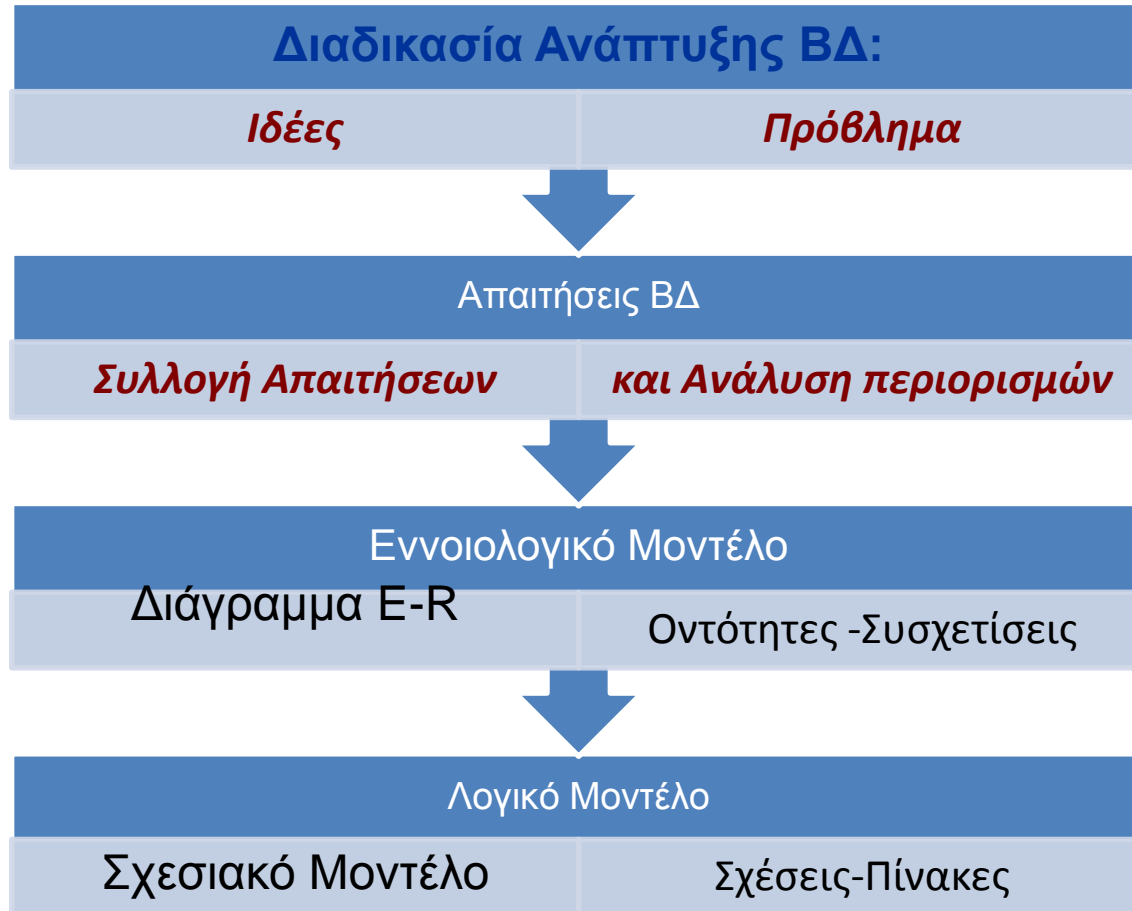 Διαδικασία Ανάπτυξης ΒΔ:
Ιδέες
Πρόβλημα
Απαιτήσεις ΒΔ
Συλλογή Απαιτήσεων
και Ανάλυση περιορισμών
Εννοιολογικό Μοντέλο
Διάγραμμα E-R
Οντότητες -Συσχετίσεις
Λογικό Μοντέλο
Σχεσιακό Μοντέλο
Σχέσεις-Πίνακες